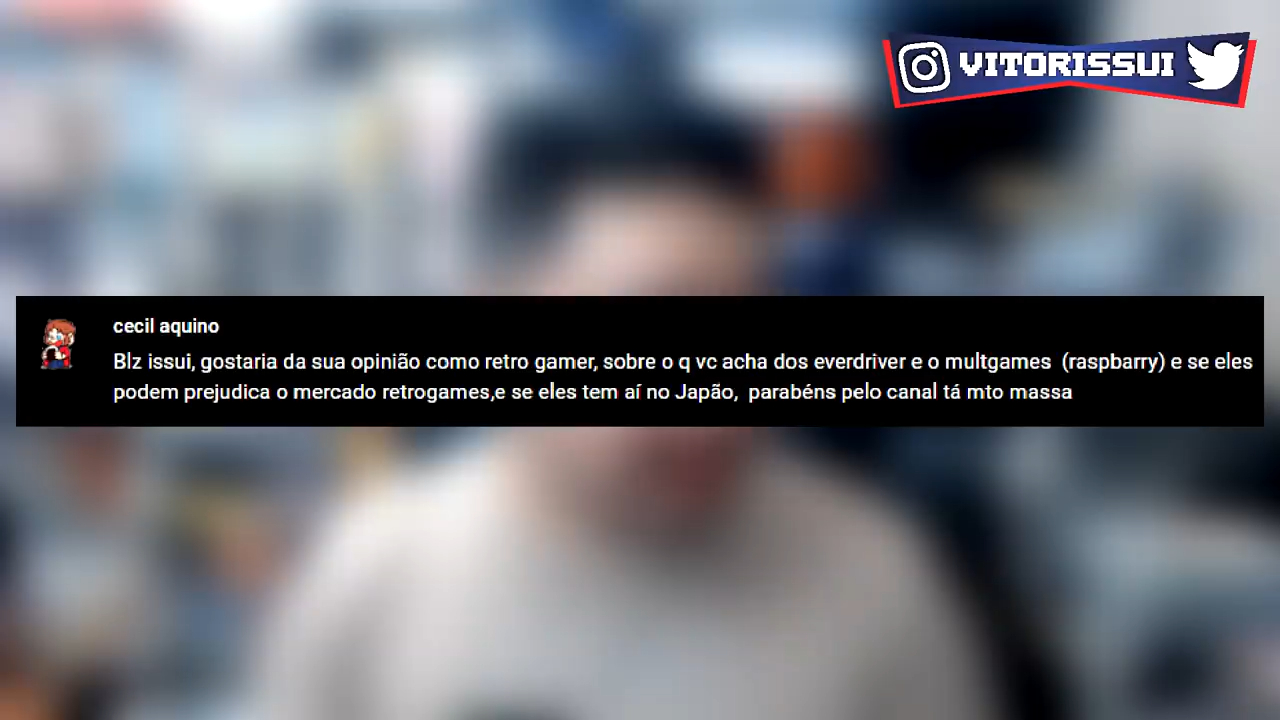 VITORISSUI
cecil aquino
Blz issui, gostaria da sua opinião como retro gamer, sobre o q vc acha dos everdriver e o multgames  (raspbarry) e se eles
podem prejudica o mercado retrogames,e se eles tem aí no Japão,  parabéns pelo canal tá mto massa